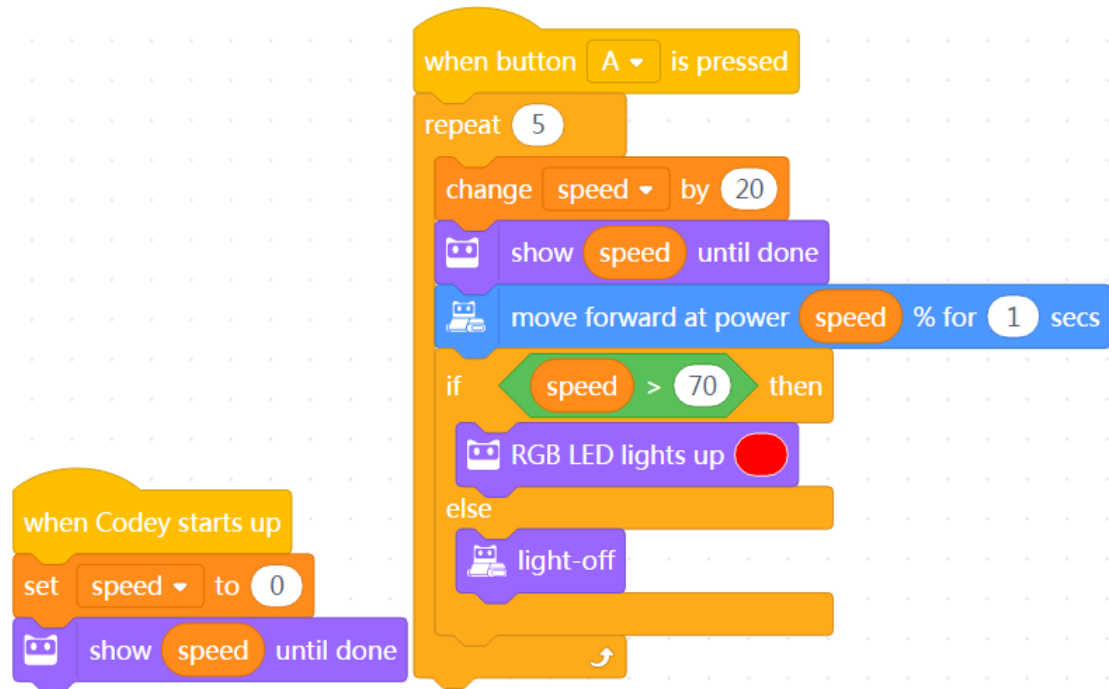 when button A is pressed
repeat 5
change speed by 20
show speed until done
move forward at power speed % for 1 secs
if speed > 70 then
RGB LED lights up
else
light-off
when Codey starts up
set speed to 0
show speed until done